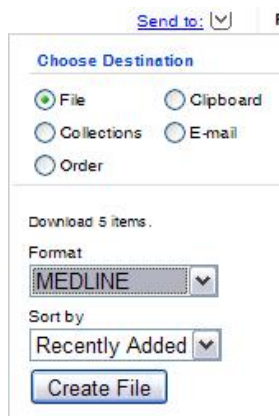 Send to:
Choose Destination
File Clipboard
Collections E-mail
Order
Download 5 items.
Format
MEDLINE
Sort by
Recently Added
Create File